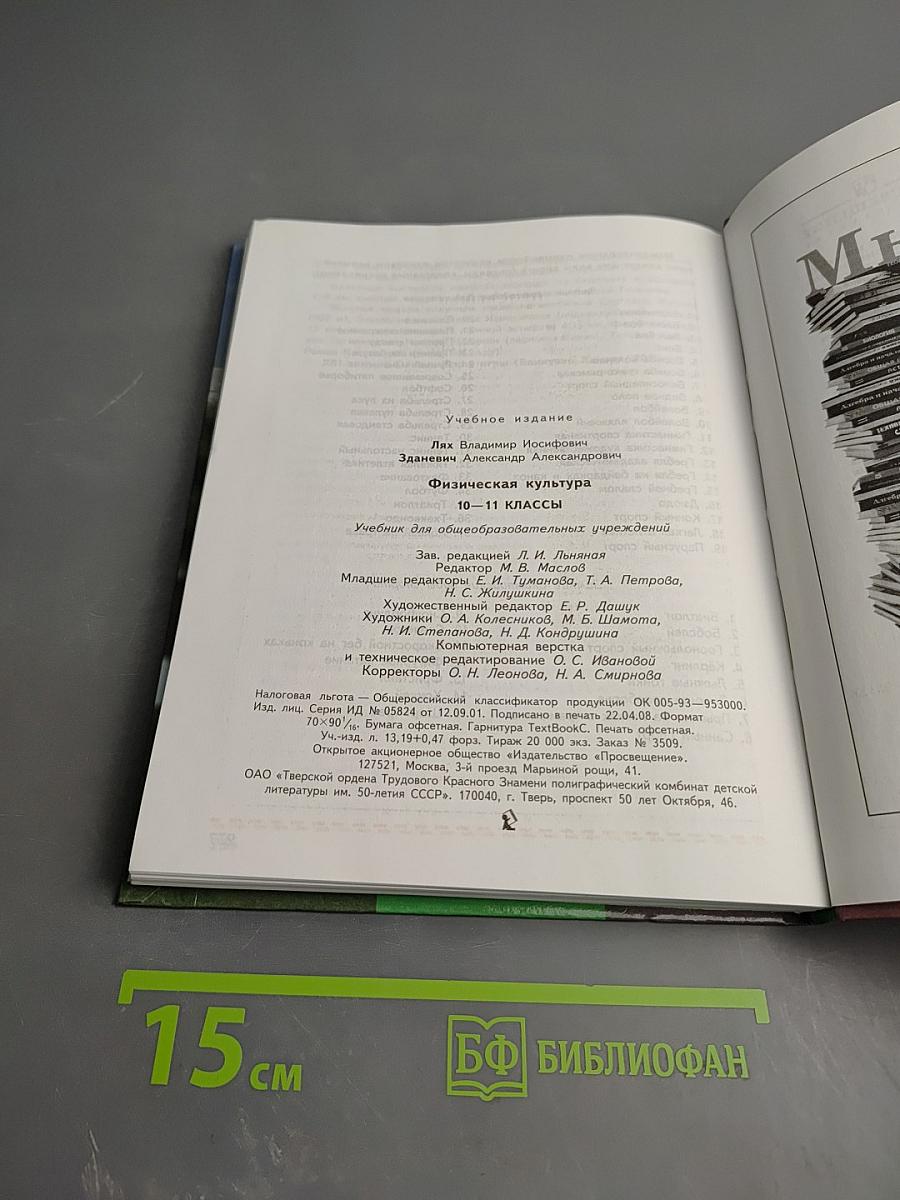 Учебное издание
Лях Владимир Иосифович
Зданевич Александр Александрович
Физическая культура
10—11 КЛАССЫ
Учебник для общеобразовательных учреждений
Зав. редакцией Л. И. Льняная
Редактор М. В. Маслов
Младшие редакторы Е. И. Туманова, Т. А. Петрова,
Н. С. Жилушкина
Художественный редактор Е. Р. Дашук
Художники О. А. Колесников, М. Б. Шамота,
Н. И. Степанова, Н. Д. Кондрушина
Компьютерная верстка
и техническое редактирование О. С. Ивановой
Корректоры О. Н. Леонова, Н. А. Смирнова
Налоговая льгота — Общероссийский классификатор продукции ОК 005-93—953000.
Изд. лиц. Серия ИД № 05824 от 12.09.01. Подписано в печать 22.04.08. Формат
70×90 1/16. Бумага офсетная. Гарнитура TextBookC. Печать офсетная.
Уч.-изд. л. 13,19+0,47 форз. Тираж 20 000 экз. Заказ № 3509.
Открытое акционерное общество «Издательство «Просвещение».
127521, Москва, 3-й проезд Марьиной рощи, 41.
ОАО «Тверской ордена Трудового Красного Знамени полиграфический комбинат детской
литературы им. 50-летия СССР». 170040, г. Тверь, проспект 50 лет Октября, 46.
Мы
БИОЛОГИЯ
15 см
БФ БИБЛИОФАН